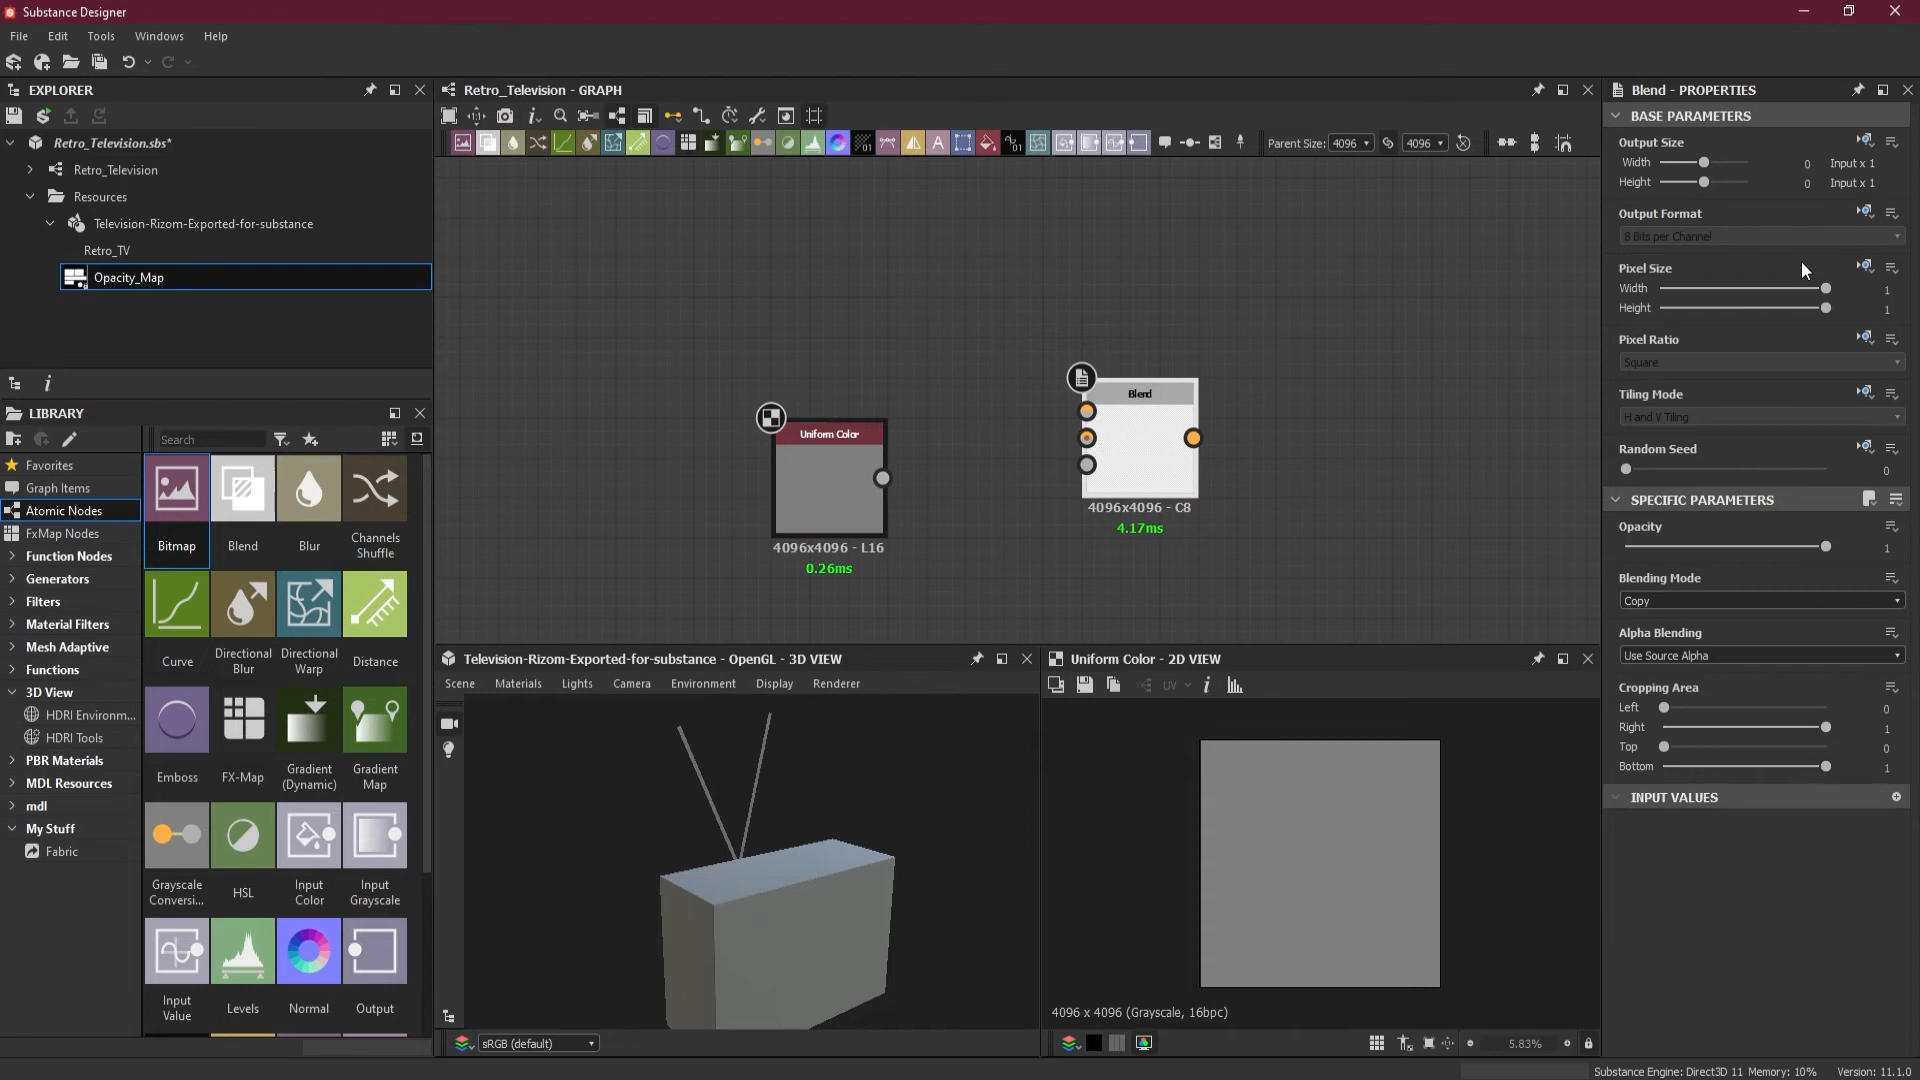 Substance Designer
File Edit Tools Windows Help
EXPLORER
Retro_Television.sbs*
Retro_Television
Resources
Television-Rizom-Exported-for-substance
Retro_TV
Opacity_Map
LIBRARY
Search
Favorites
Graph Items
Atomic Nodes
FxMap Nodes
Function Nodes
Generators
Filters
Material Filters
Mesh Adaptive
Functions
3D View
HDRI Environm...
HDRI Tools
PBR Materials
MDL Resources
mdl
My Stuff
Fabric
Bitmap
Blend
Blur
Channels
Shuffle
Curve
Directional
Blur
Directional
Warp
Distance
Emboss
FX-Map
Gradient
(Dynamic)
Gradient
Map
Grayscale
Conversi...
HSL
Input
Color
Input
Grayscale
Input
Value
Levels
Normal
Output
Retro_Television - GRAPH
Parent Size: 4096 4096
Uniform Color
4096x4096 - L16
0.26ms
Blend
4096x4096 - C8
4.17ms
Television-Rizom-Exported-for-substance - OpenGL - 3D VIEW
Scene Materials Lights Camera Environment Display Renderer
sRGB (default)
Uniform Color - 2D VIEW
UV
4096 x 4096 (Grayscale, 16bpc)
5.83%
Blend - PROPERTIES
BASE PARAMETERS
Output Size
Width 0 Input x 1
Height 0 Input x 1
Output Format
8 Bits per Channel
Pixel Size
Width 1
Height 1
Pixel Ratio
Square
Tiling Mode
H and V Tiling
Random Seed
0
SPECIFIC PARAMETERS
Opacity
1
Blending Mode
Copy
Alpha Blending
Use Source Alpha
Cropping Area
Left 0
Right 1
Top 0
Bottom 1
INPUT VALUES
Substance Engine: Direct3D 11 Memory: 10% Version: 11.1.0